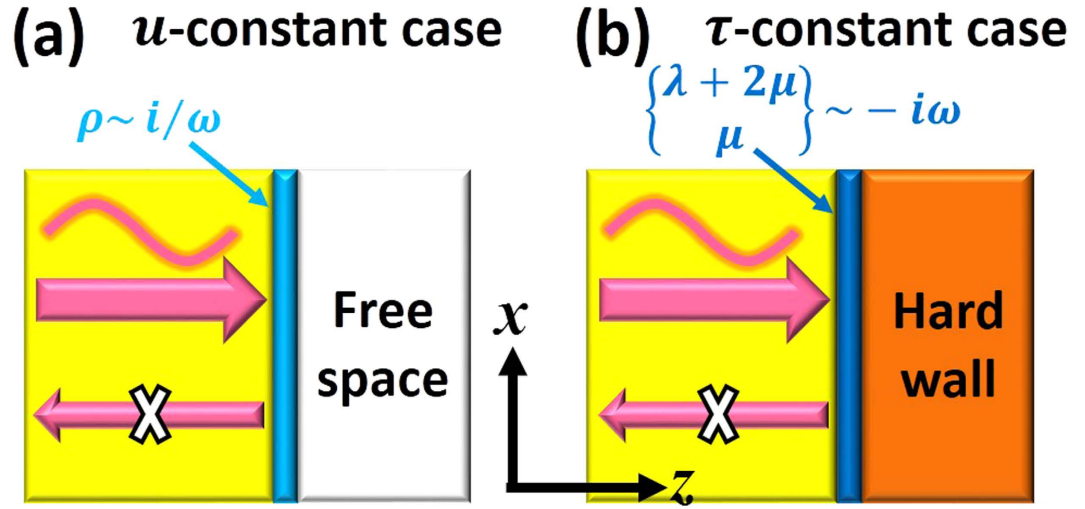 (a) u-constant case
ρ~ i/ω
Free
space
(b) τ-constant case
{λ + 2μ
μ} ~ − iω
Hard
wall
x
z
X
X